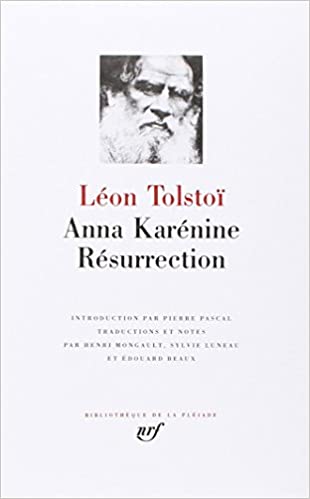 Léon Tolstoï
Anna Karénine
Résurrection
INTRODUCTION PAR PIERRE PASCAL
TRADUCTIONS ET NOTES
PAR HENRI MONGAULT, SYLVIE LUNEAU
ET ÉDOUARD BEAUX
BIBLIOTHÈQUE DE LA PLÉIADE
nrf